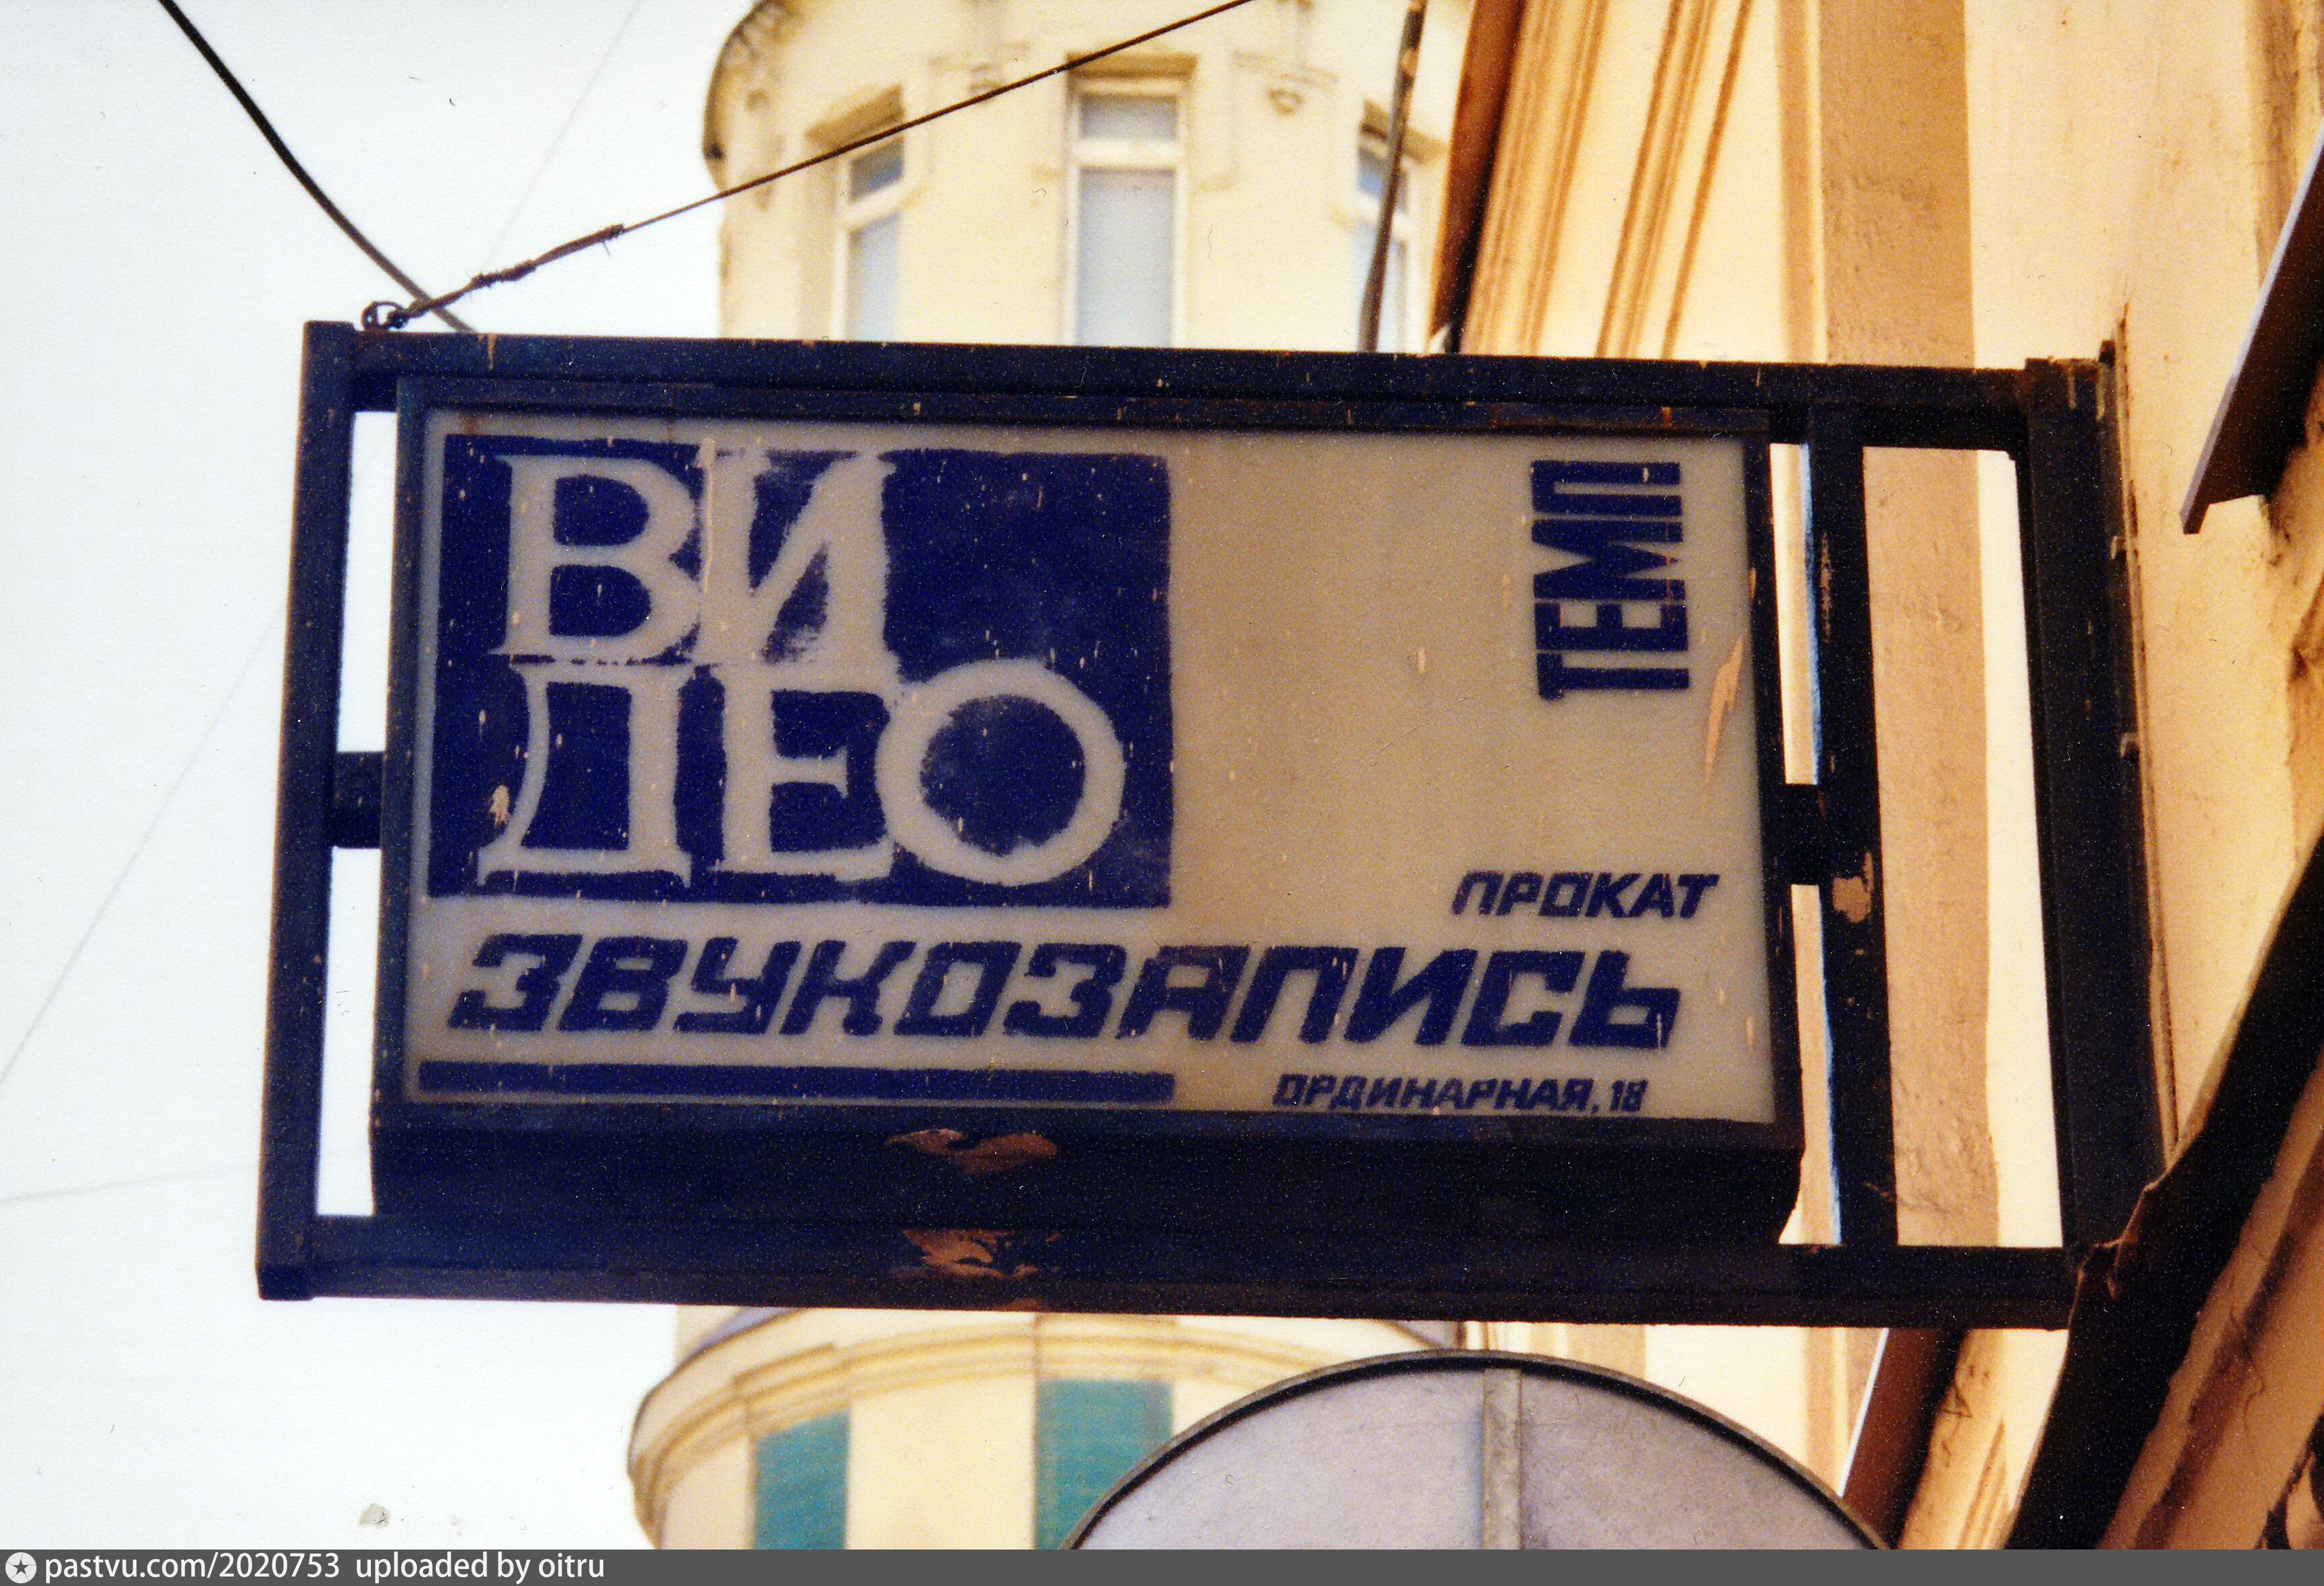 ВИ
ДЕО
ТЕМП
ПРОКАТ
ЗВУКОЗАПИСЬ
ОРДИНАРНАЯ, 18
pastvu.com/2020753 uploaded by oitru